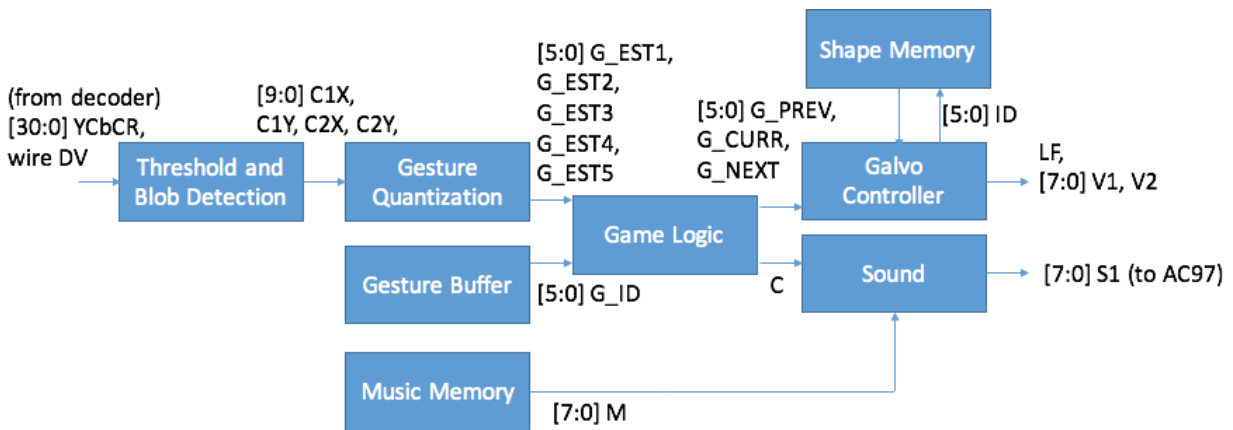 (from decoder)
[30:0] YCbCR,
wire DV
Threshold and
Blob Detection
[9:0] C1X,
C1Y, C2X, C2Y,
Gesture
Quantization
[5:0] G_EST1,
G_EST2,
G_EST3
G_EST4,
G_EST5
Gesture Buffer
[5:0] G_ID
Game Logic
[5:0] G_PREV,
G_CURR,
G_NEXT
Shape Memory
[5:0] ID
Galvo
Controller
LF,
[7:0] V1, V2
C
Sound
[7:0] S1 (to AC97)
Music Memory
[7:0] M